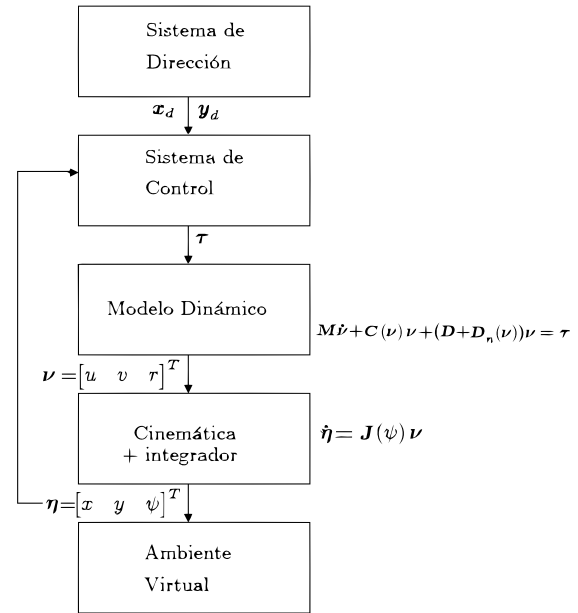 Sistema de
Dirección
x_d y_d
Sistema de
Control
τ
Modelo Dinámico
Mν̇+C(ν)ν+(D+D_n(ν))ν = τ
ν=[u v r]^T
Cinemática
+ integrador
η̇= J(ψ)ν
η=[x y ψ]^T
Ambiente
Virtual